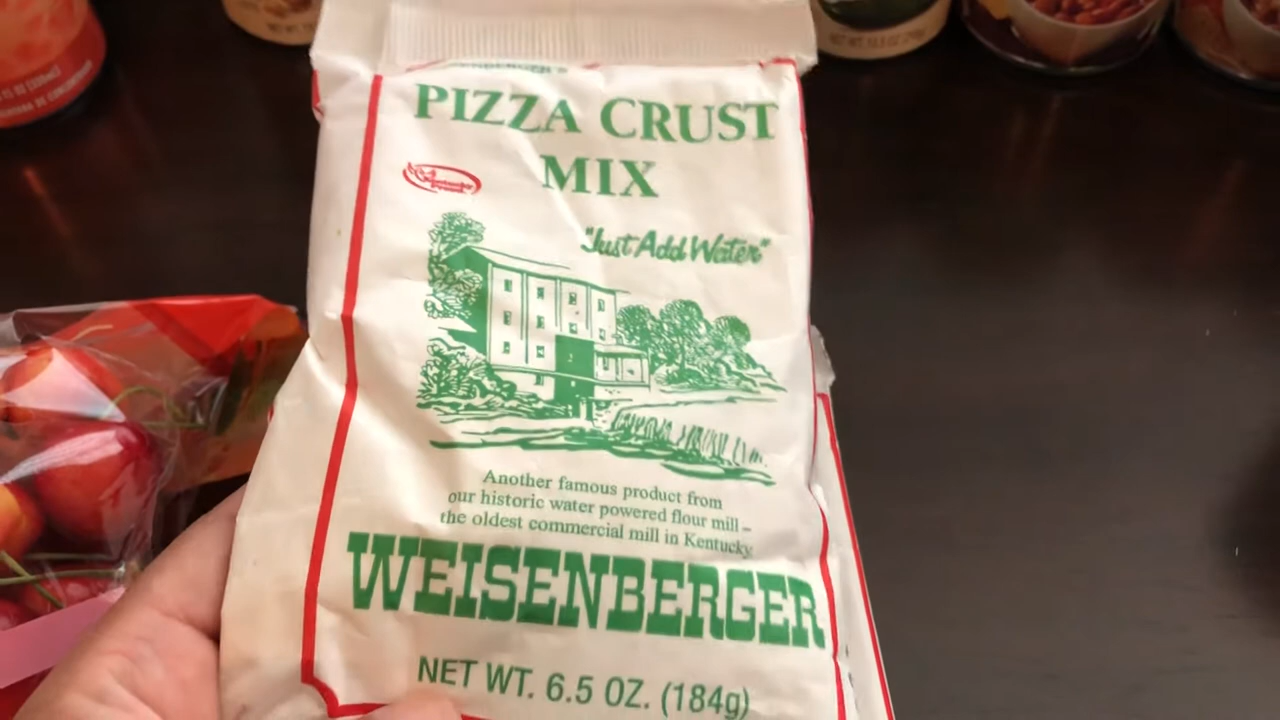 PIZZA CRUST
MIX
"Just Add Water"
Another famous product from
our historic water powered flour mill –
the oldest commercial mill in Kentucky
WEISENBERGER
NET WT. 6.5 OZ. (184g)